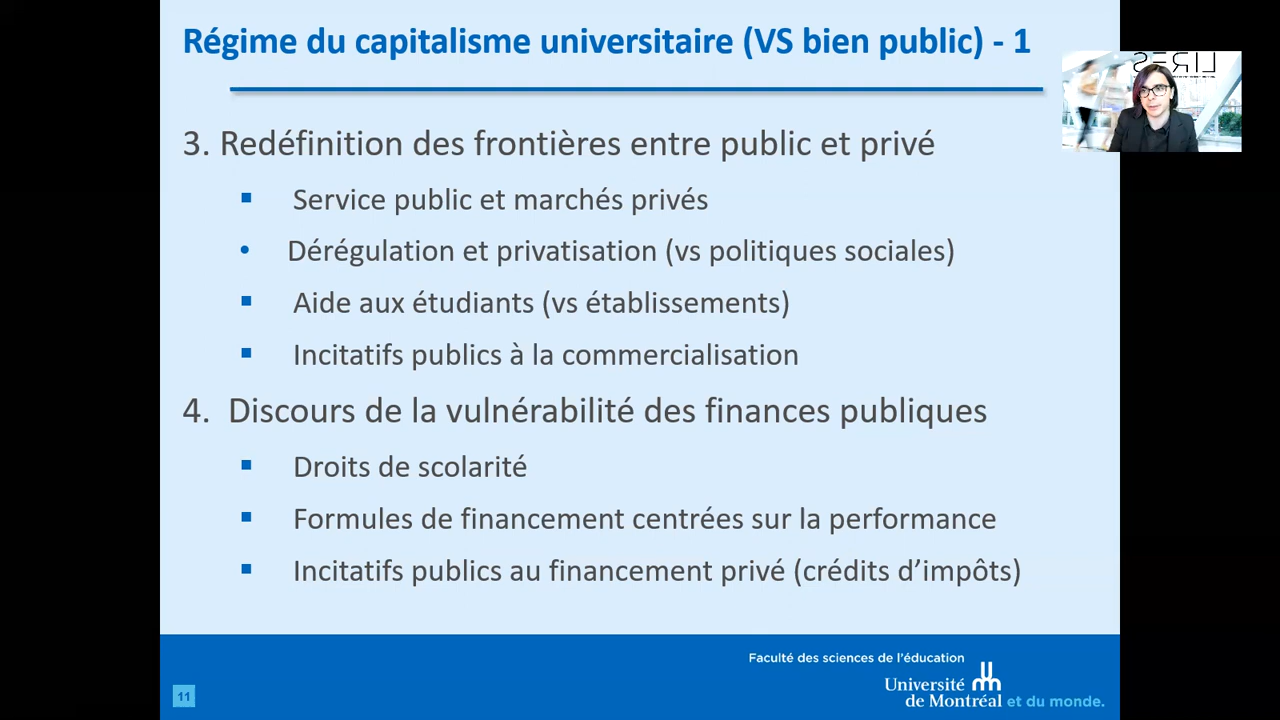 Régime du capitalisme universitaire (VS bien public) - 1
LIRES
3. Redéfinition des frontières entre public et privé
Service public et marchés privés
Dérégulation et privatisation (vs politiques sociales)
Aide aux étudiants (vs établissements)
Incitatifs publics à la commercialisation
4. Discours de la vulnérabilité des finances publiques
Droits de scolarité
Formules de financement centrées sur la performance
Incitatifs publics au financement privé (crédits d’impôts)
Faculté des sciences de l’éducation
Université
de Montréal et du monde.
11